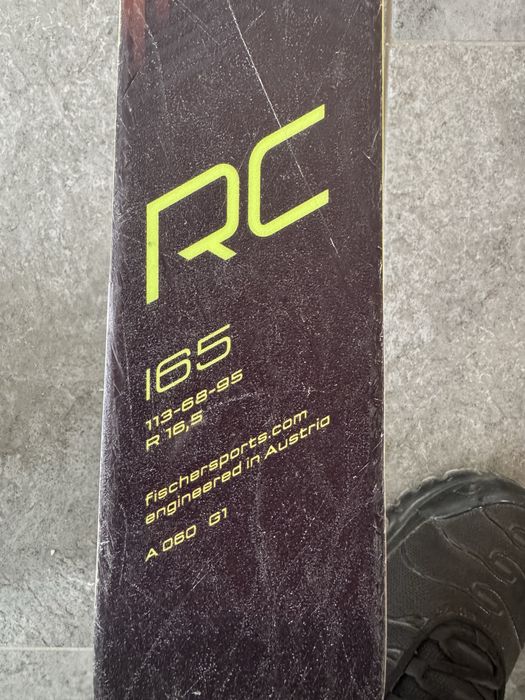 RC
165
113-68-95
R 16,5
fischersports.com
engineered in Austria
A 060 G1